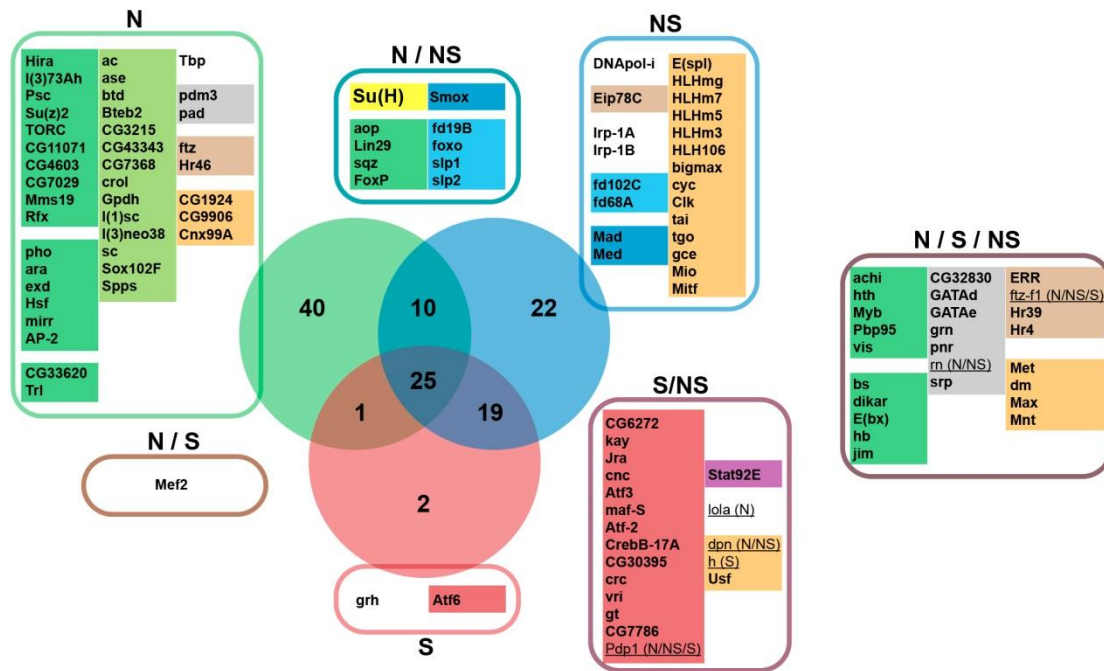 N
Hira
l(3)73Ah
Psc
Su(z)2
TORC
CG11071
CG4603
CG7029
Mms19
Rfx
pho
ara
exd
Hsf
mirr
AP-2
CG33620
Trl
ac
ase
btd
Bteb2
CG3215
CG43343
CG7368
crol
Gpdh
l(1)sc
l(3)neo38
sc
Sox102F
Spps
Tbp
pdm3
pad
ftz
Hr46
CG1924
CG9906
Cnx99A
N / NS
Su(H)
Smox
aop
Lin29
sqz
FoxP
fd19B
foxo
slp1
slp2
NS
DNApol-i
Eip78C
Irp-1A
Irp-1B
fd102C
fd68A
Mad
Med
E(spl)
HLHmg
HLHm7
HLHm5
HLHm3
HLH106
bigmax
cyc
Clk
tai
tgo
gce
Mio
Mitf
40
10
22
25
1
19
2
N / S
Mef2
S/NS
CG6272
kay
Jra
cnc
Atf3
maf-S
Atf-2
CrebB-17A
CG30395
crc
vri
gt
CG7786
Pdp1 (N/NS/S)
Stat92E
lola (N)
dpn (N/NS)
h (S)
Usf
grh
Atf6
S
N / S / NS
achi
hth
Myb
Pbp95
vis
bs
dikar
E(bx)
hb
jim
CG32830
GATAd
GATAe
grn
pnr
rn (N/NS)
srp
ERR
ftz-f1 (N/NS/S)
Hr39
Hr4
Met
dm
Max
Mnt